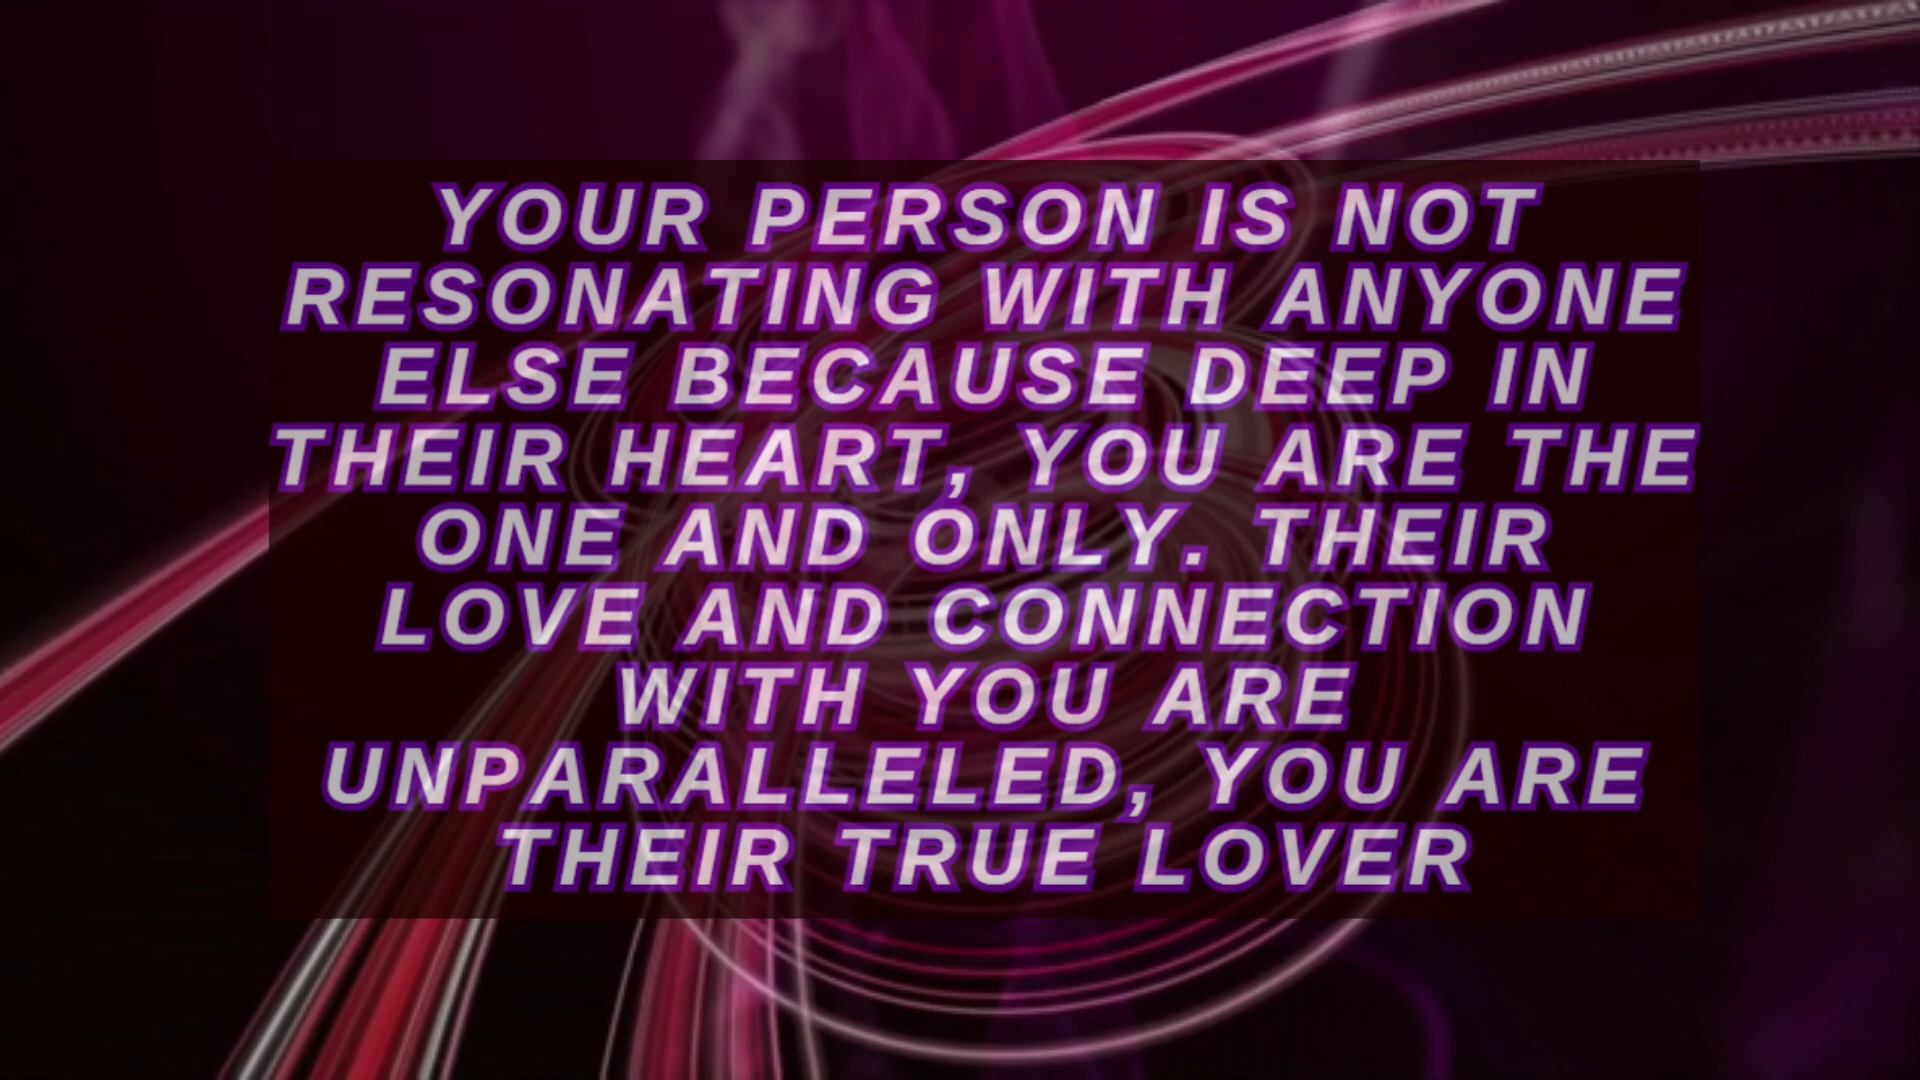 YOUR PERSON IS NOT
RESONATING WITH ANYONE
ELSE BECAUSE DEEP IN
THEIR HEART, YOU ARE THE
ONE AND ONLY. THEIR
LOVE AND CONNECTION
WITH YOU ARE
UNPARALLELED, YOU ARE
THEIR TRUE LOVER